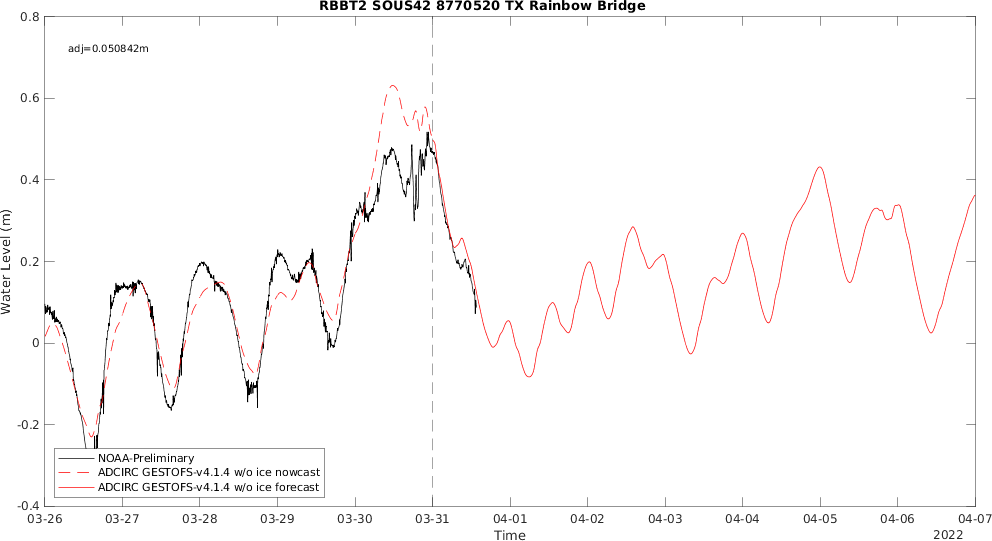 RBBT2 SOUS42 8770520 TX Rainbow Bridge
adj=0.050842m
0.8
0.6
0.4
0.2
0
-0.2
-0.4
Water Level (m)
NOAA-Preliminary
ADCIRC GESTOFS-v4.1.4 w/o ice nowcast
ADCIRC GESTOFS-v4.1.4 w/o ice forecast
03-26 03-27 03-28 03-29 03-30 03-31 04-01 04-02 04-03 04-04 04-05 04-06 04-07
Time
2022